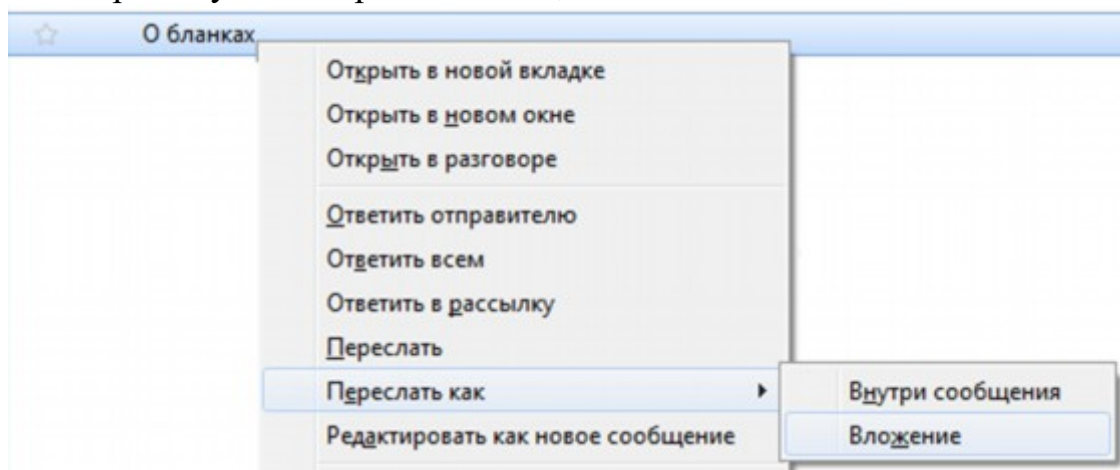 О бланках
Открыть в новой вкладке
Открыть в новом окне
Открыть в разговоре
Ответить отправителю
Ответить всем
Ответить в рассылку
Переслать
Переслать как
Внутри сообщения
Редактировать как новое сообщение
Вложение